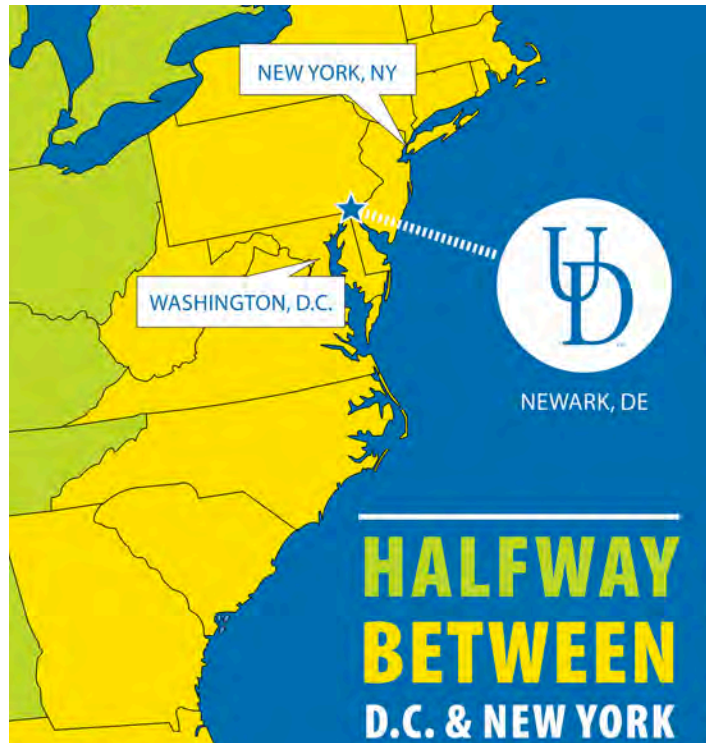 NEW YORK, NY
WASHINGTON, D.C.
UD
NEWARK, DE
HALFWAY
BETWEEN
D.C. & NEW YORK